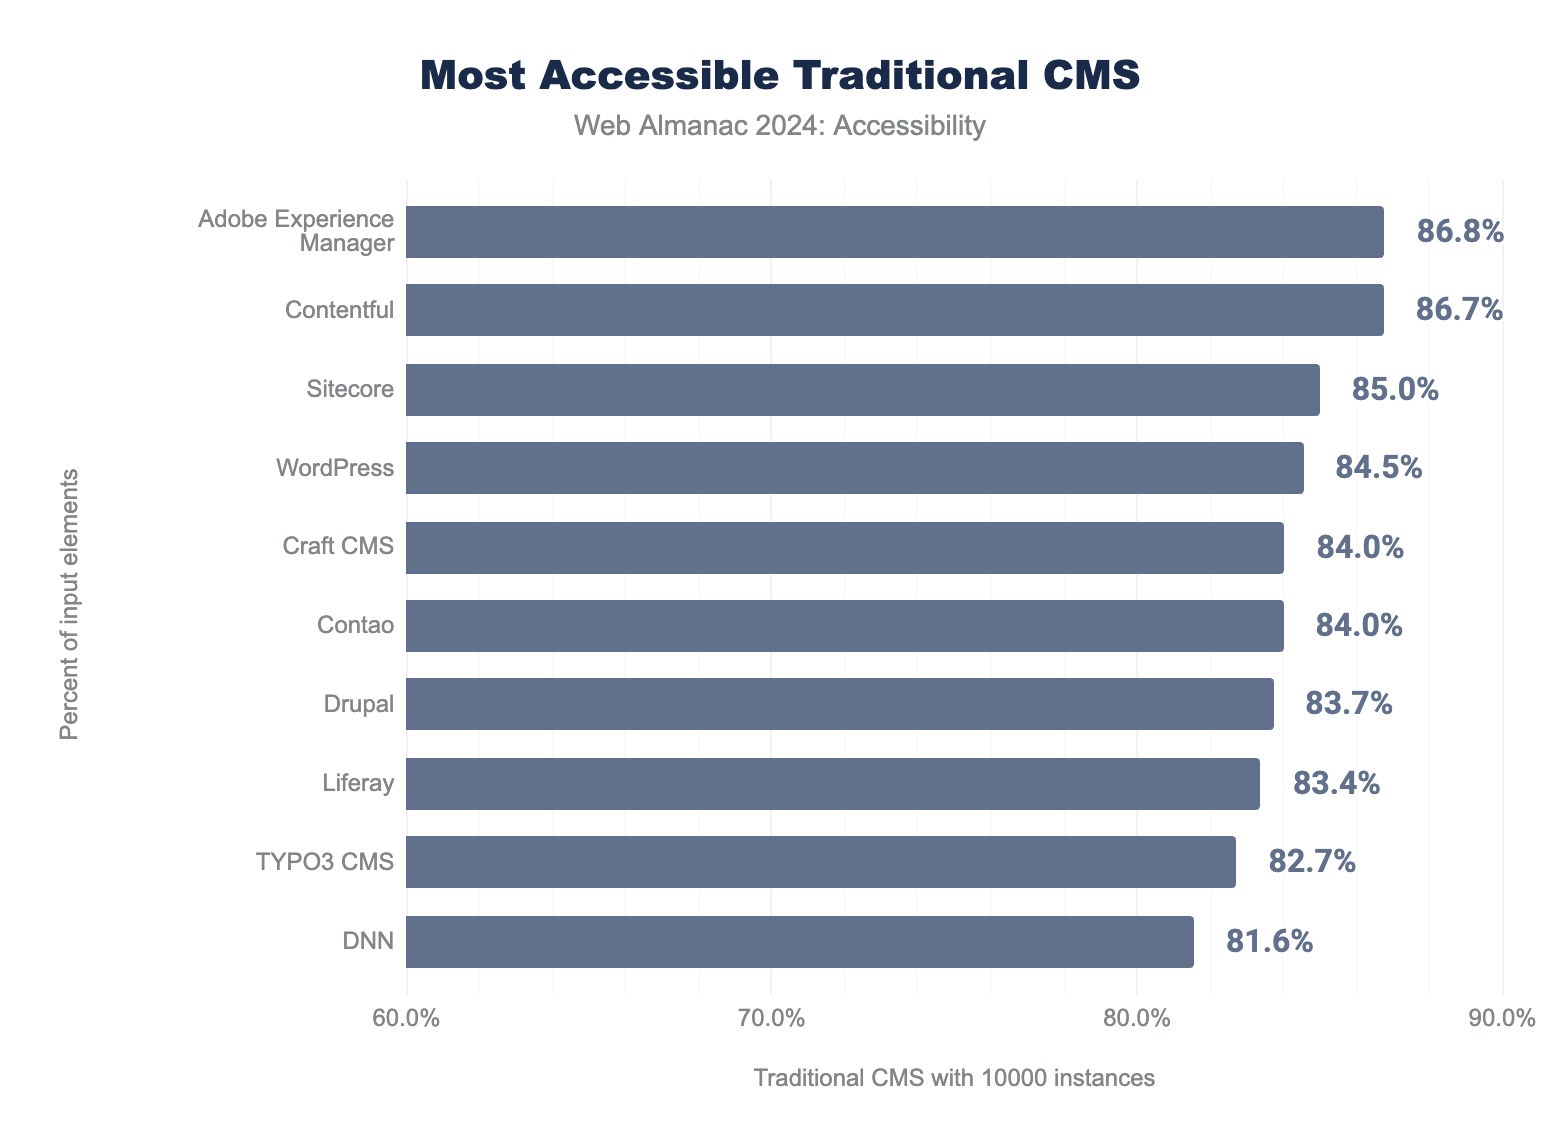 Most Accessible Traditional CMS
Web Almanac 2024: Accessibility
Percent of input elements
Adobe Experience
Manager
86.8%
Contentful
86.7%
Sitecore
85.0%
WordPress
84.5%
Craft CMS
84.0%
Contao
84.0%
Drupal
83.7%
Liferay
83.4%
TYPO3 CMS
82.7%
DNN
81.6%
60.0%
70.0%
80.0%
90.0%
Traditional CMS with 10000 instances